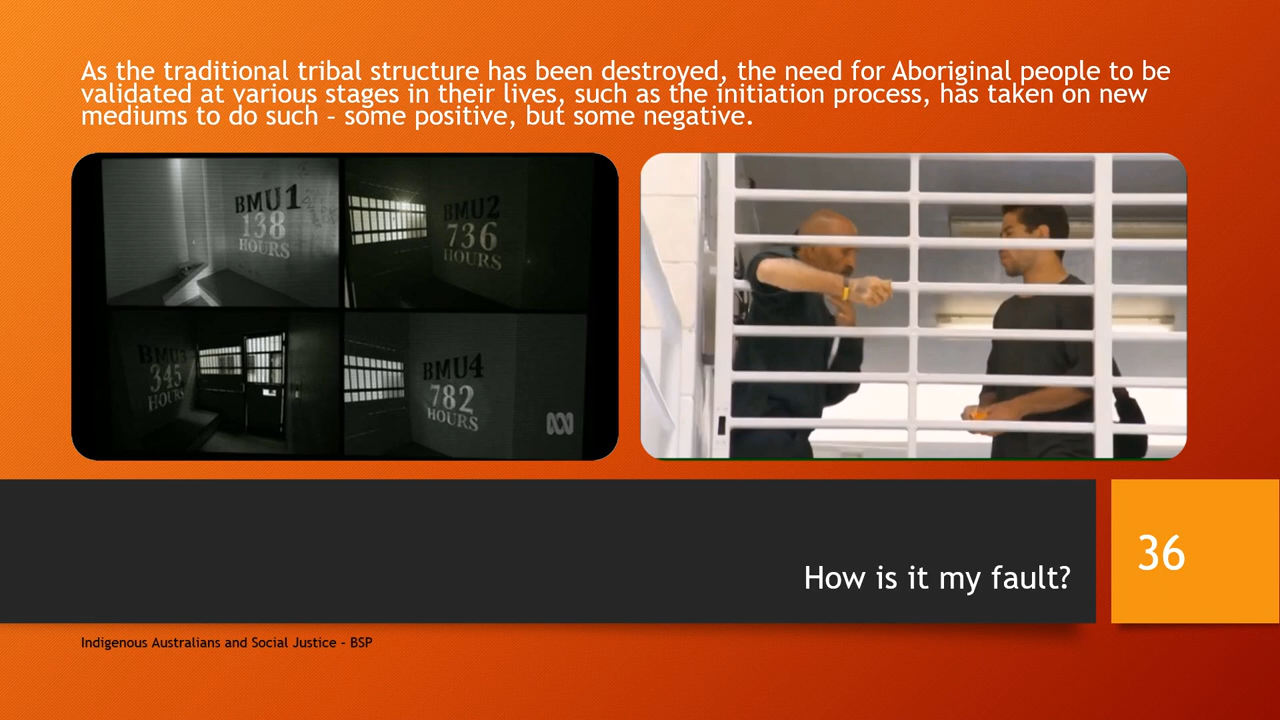 As the traditional tribal structure has been destroyed, the need for Aboriginal people to be
validated at various stages in their lives, such as the initiation process, has taken on new
mediums to do such – some positive, but some negative.
BMU1
138
HOURS
BMU2
736
HOURS
BMU3
345
HOURS
BMU4
782
HOURS
How is it my fault?
36
Indigenous Australians and Social Justice - BSP